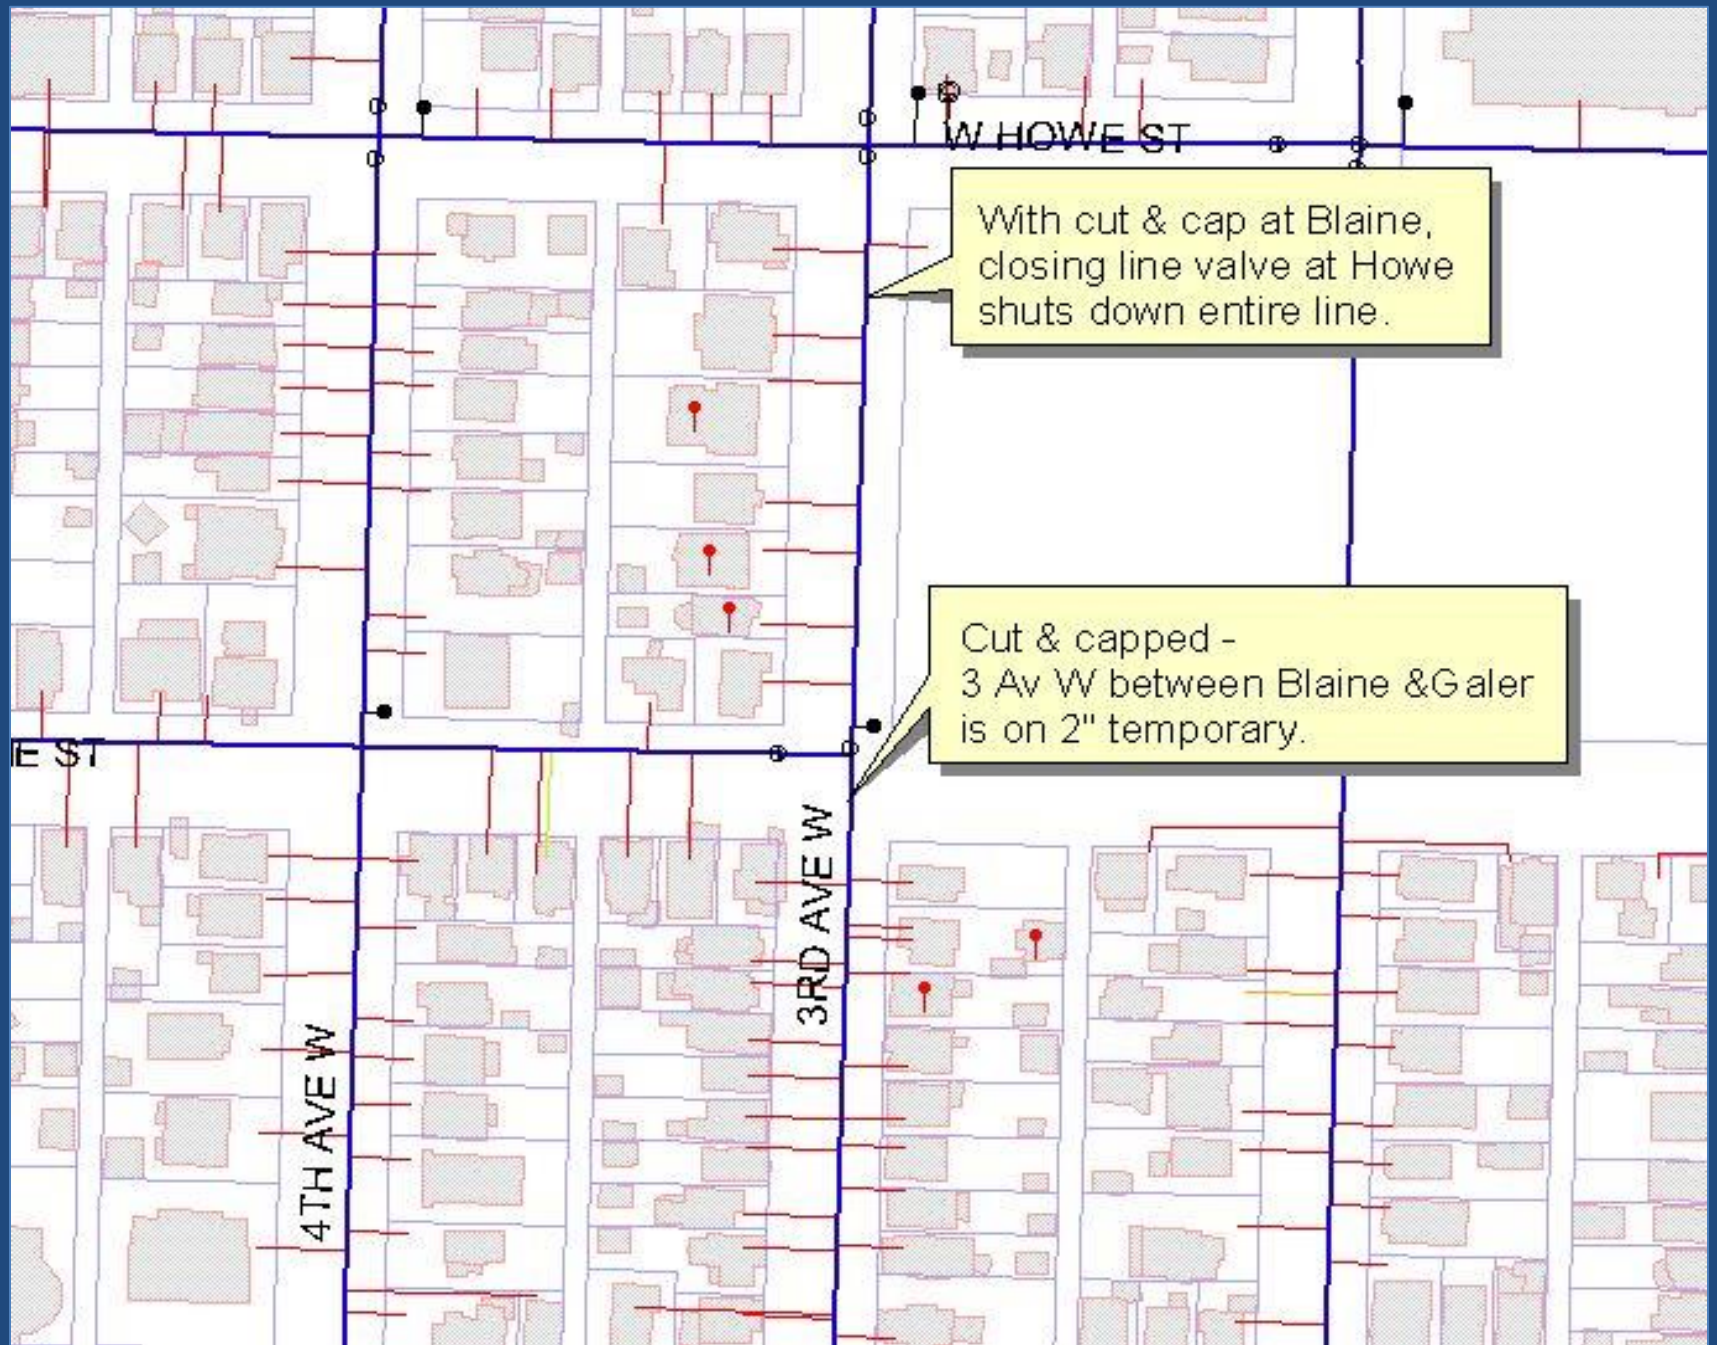 W HOWE ST
With cut & cap at Blaine,
closing line valve at Howe
shuts down entire line.
Cut & capped -
3 Av W between Blaine &Galer
is on 2" temporary.
E ST
3RD AVE W
4TH AVE W